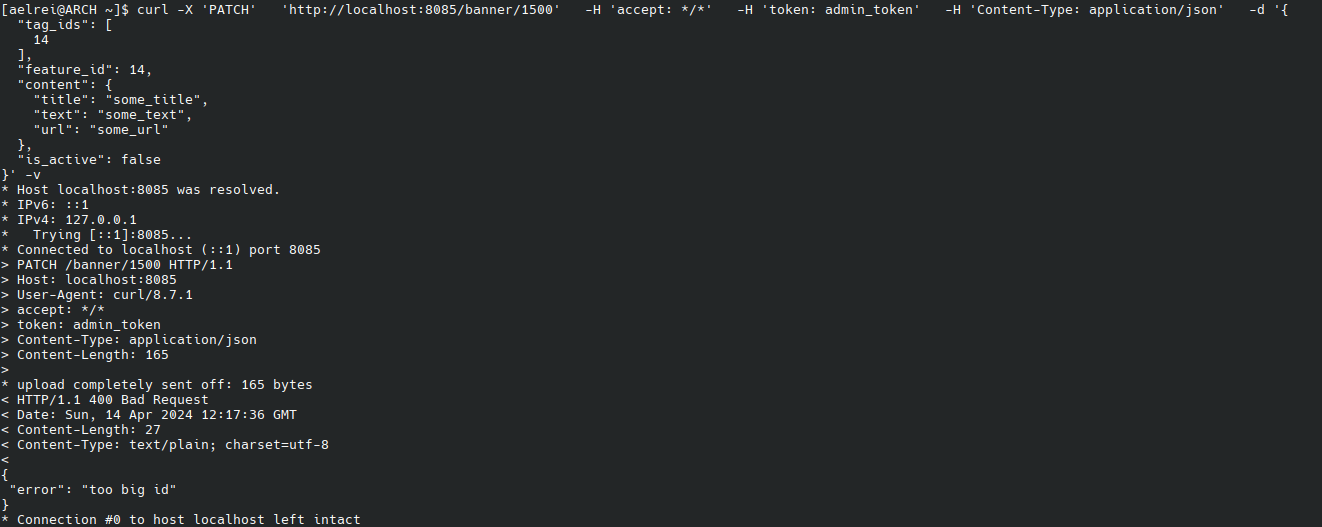 [aelrei@ARCH ~]$ curl -X 'PATCH'   'http://localhost:8085/banner/1500'   -H 'accept: */*'   -H 'token: admin_token'   -H 'Content-Type: application/json'   -d '{
  "tag_ids": [
    14
  ],
  "feature_id": 14,
  "content": {
    "title": "some_title",
    "text": "some_text",
    "url": "some_url"
  },
  "is_active": false
}' -v
* Host localhost:8085 was resolved.
* IPv6: ::1
* IPv4: 127.0.0.1
*   Trying [::1]:8085...
* Connected to localhost (::1) port 8085
> PATCH /banner/1500 HTTP/1.1
> Host: localhost:8085
> User-Agent: curl/8.7.1
> accept: */*
> token: admin_token
> Content-Type: application/json
> Content-Length: 165
>
* upload completely sent off: 165 bytes
< HTTP/1.1 400 Bad Request
< Date: Sun, 14 Apr 2024 12:17:36 GMT
< Content-Length: 27
< Content-Type: text/plain; charset=utf-8
<
{
 "error": "too big id"
}
* Connection #0 to host localhost left intact